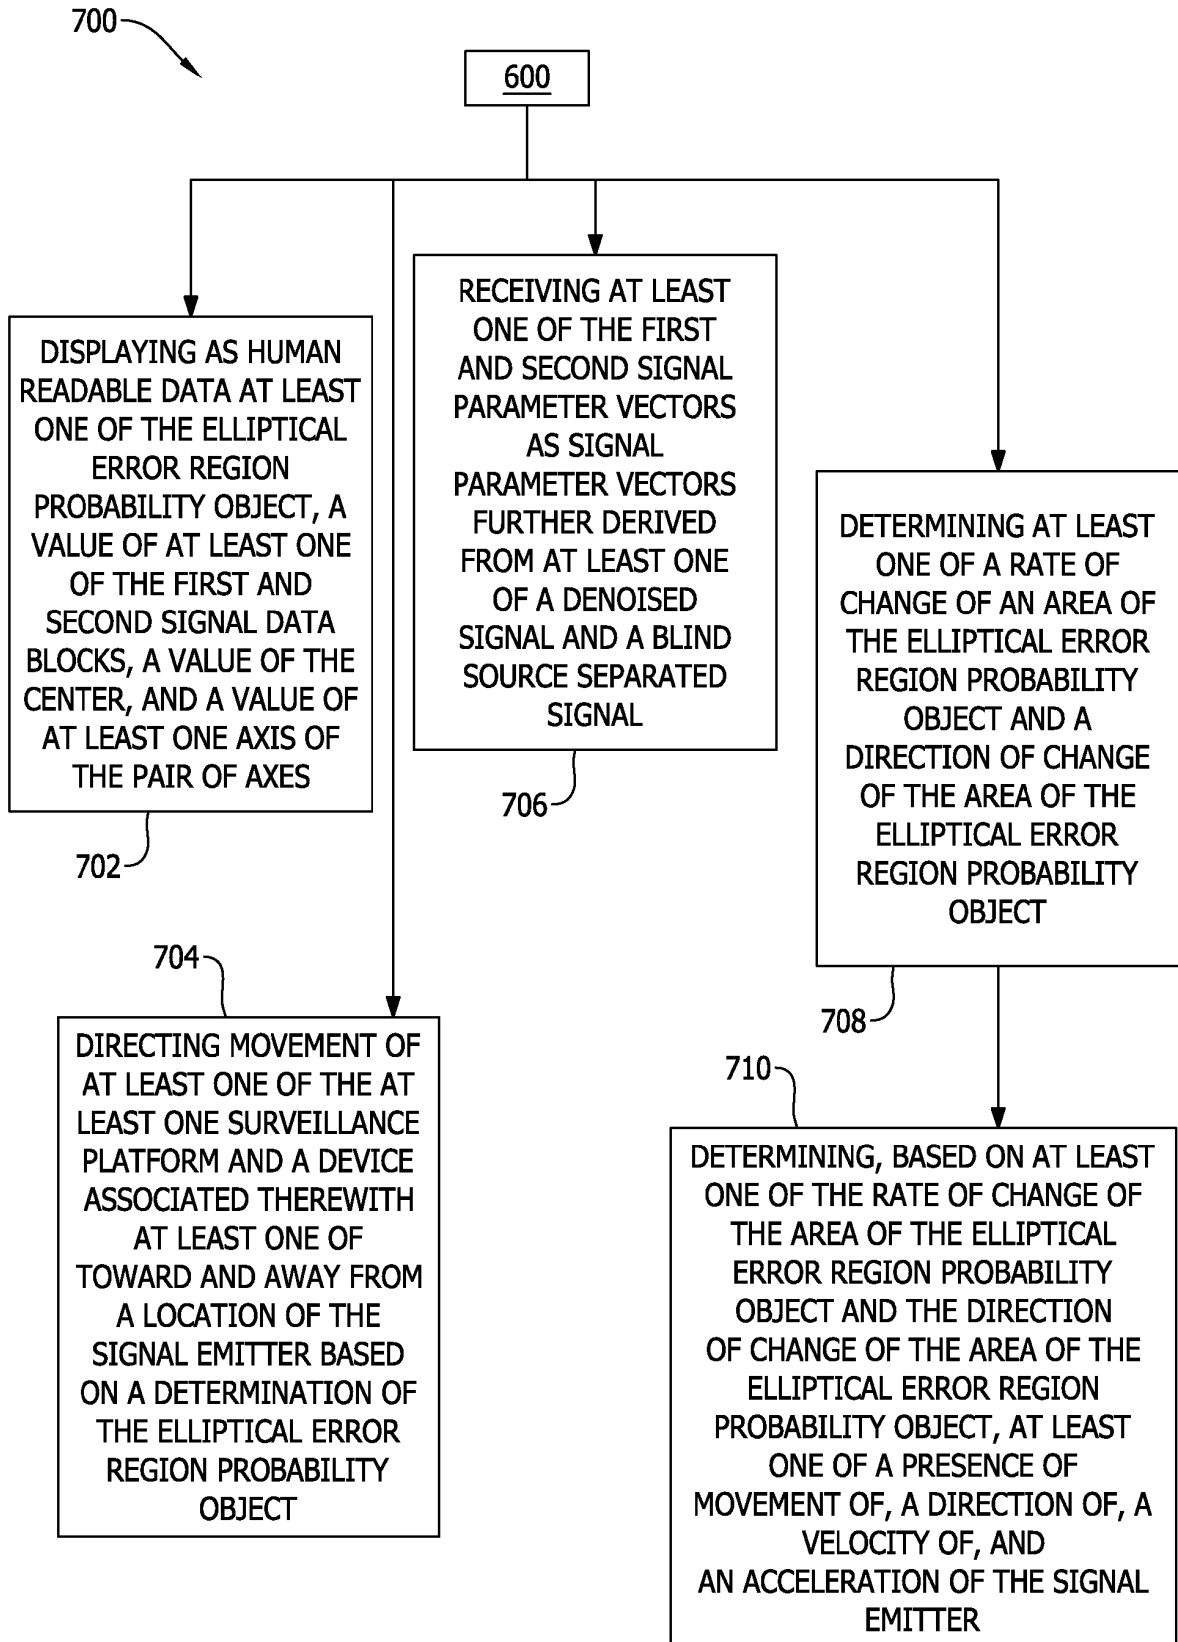 700
600
DISPLAYING AS HUMAN
READABLE DATA AT LEAST
ONE OF THE ELLIPTICAL
ERROR REGION
PROBABILITY OBJECT, A
VALUE OF AT LEAST ONE
OF THE FIRST AND
SECOND SIGNAL DATA
BLOCKS, A VALUE OF THE
CENTER, AND A VALUE OF
AT LEAST ONE AXIS OF
THE PAIR OF AXES
702
704
DIRECTING MOVEMENT OF
AT LEAST ONE OF THE AT
LEAST ONE SURVEILLANCE
PLATFORM AND A DEVICE
ASSOCIATED THEREWITH
AT LEAST ONE OF
TOWARD AND AWAY FROM
A LOCATION OF THE
SIGNAL EMITTER BASED
ON A DETERMINATION OF
THE ELLIPTICAL ERROR
REGION PROBABILITY
OBJECT
RECEIVING AT LEAST
ONE OF THE FIRST
AND SECOND SIGNAL
PARAMETER VECTORS
AS SIGNAL
PARAMETER VECTORS
FURTHER DERIVED
FROM AT LEAST ONE
OF A DENOISED
SIGNAL AND A BLIND
SOURCE SEPARATED
SIGNAL
706
DETERMINING AT LEAST
ONE OF A RATE OF
CHANGE OF AN AREA OF
THE ELLIPTICAL ERROR
REGION PROBABILITY
OBJECT AND A
DIRECTION OF CHANGE
OF THE AREA OF THE
ELLIPTICAL ERROR
REGION PROBABILITY
OBJECT
708
710
DETERMINING, BASED ON AT LEAST
ONE OF THE RATE OF CHANGE OF
THE AREA OF THE ELLIPTICAL
ERROR REGION PROBABILITY
OBJECT AND THE DIRECTION
OF CHANGE OF THE AREA OF THE
ELLIPTICAL ERROR REGION
PROBABILITY OBJECT, AT LEAST
ONE OF A PRESENCE OF
MOVEMENT OF, A DIRECTION OF, A
VELOCITY OF, AND
AN ACCELERATION OF THE SIGNAL
EMITTER